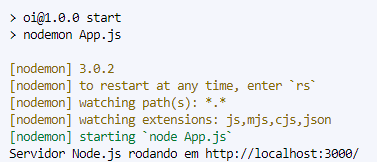 > oi@1.0.0 start
> nodemon App.js
[nodemon] 3.0.2
[nodemon] to restart at any time, enter `rs`
[nodemon] watching path(s): *.*
[nodemon] watching extensions: js,mjs,cjs,json
[nodemon] starting `node App.js`
Servidor Node.js rodando em http://localhost:3000/